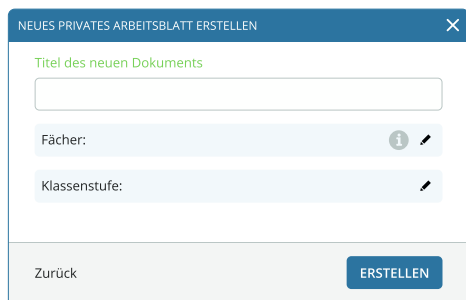 NEUES PRIVATES ARBEITSBLATT ERSTELLEN
Titel des neuen Dokuments
Fächer:
Klassenstufe:
Zurück
ERSTELLEN